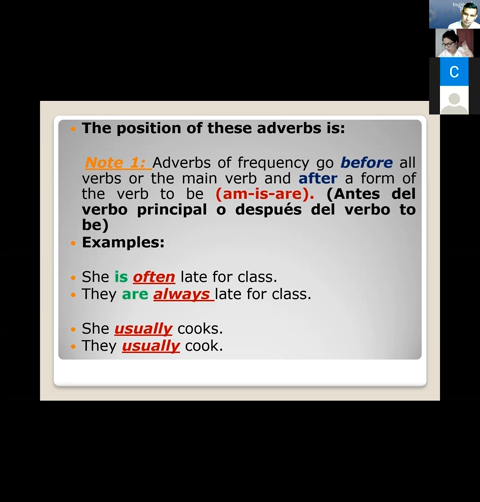 The position of these adverbs is:
Note 1: Adverbs of frequency go before all
verbs or the main verb and after a form of
the verb to be (am-is-are). (Antes del
verbo principal o después del verbo to
be)
Examples:
She is often late for class.
They are always late for class.
She usually cooks.
They usually cook.
C